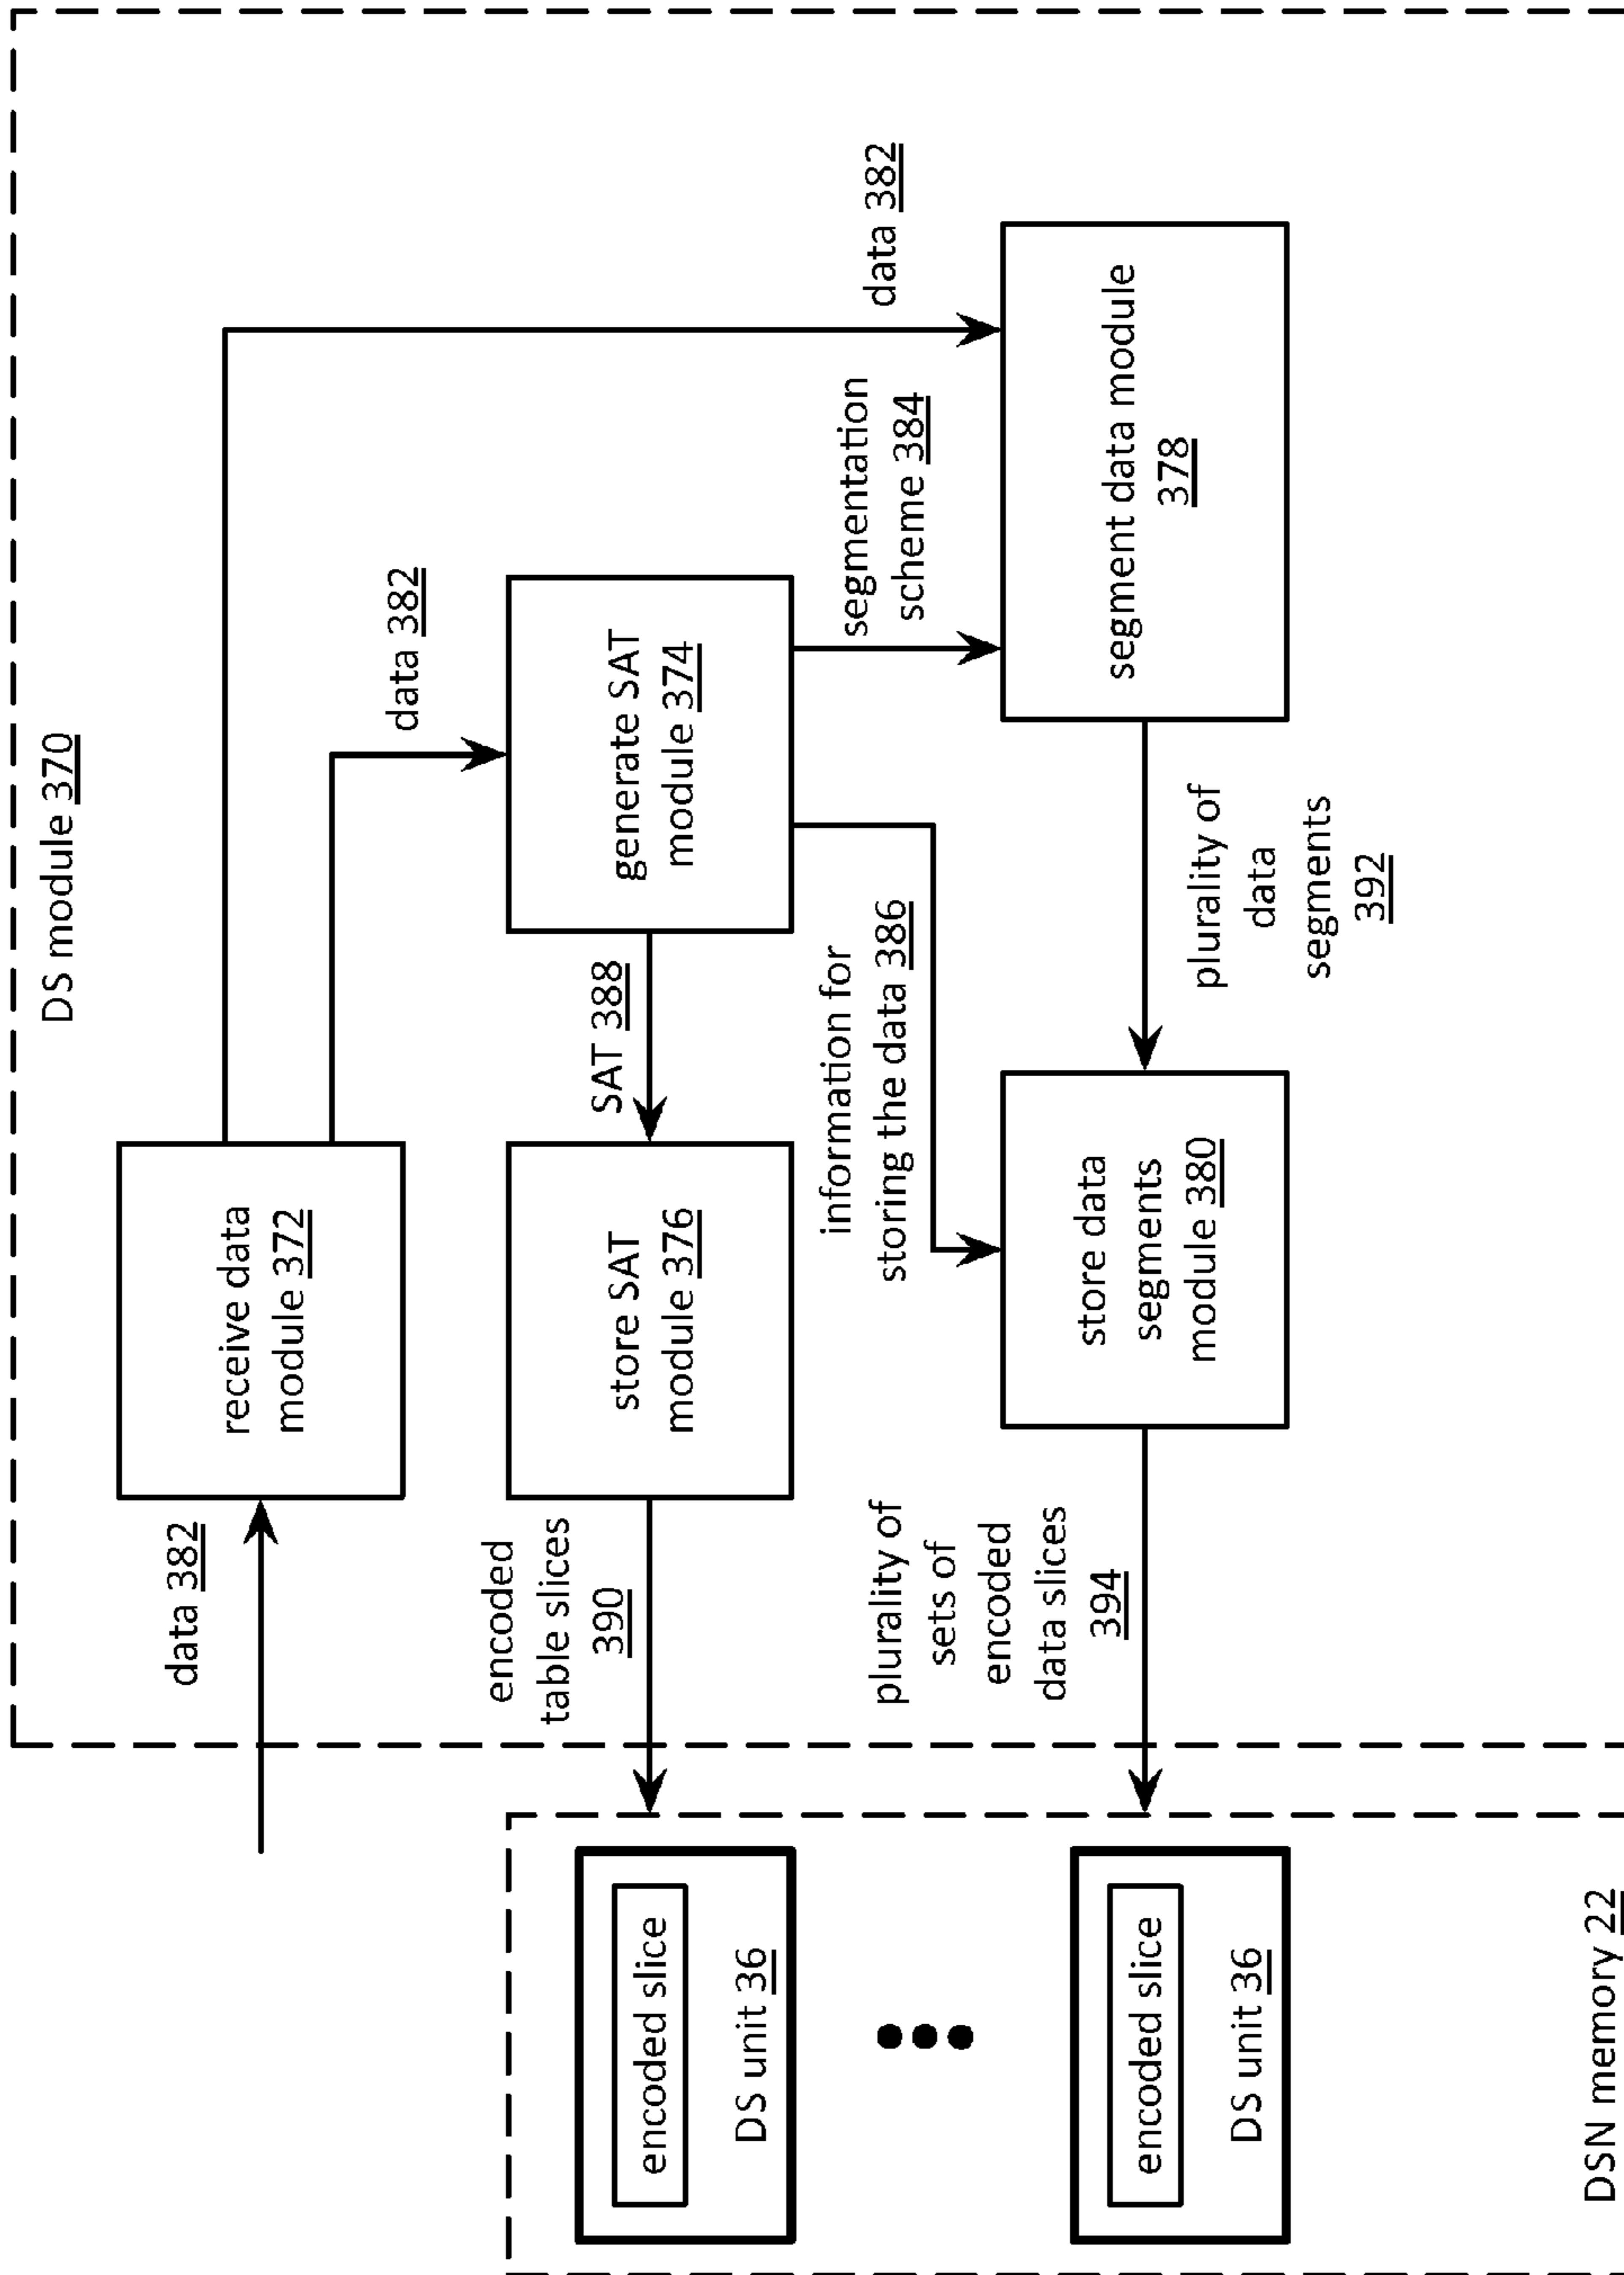 DS module 370
data 382
receive data
module 372
data 382
data 382
encoded
table slices
390
store SAT
module 376
SAT 388
generate SAT
module 374
information for
storing the data 386
segmentation
scheme 384
plurality of
sets of
encoded
data slices
394
store data
segments
module 380
plurality of
data
segments
392
segment data module
378
encoded slice
DS unit 36
encoded slice
DS unit 36
DSN memory 22